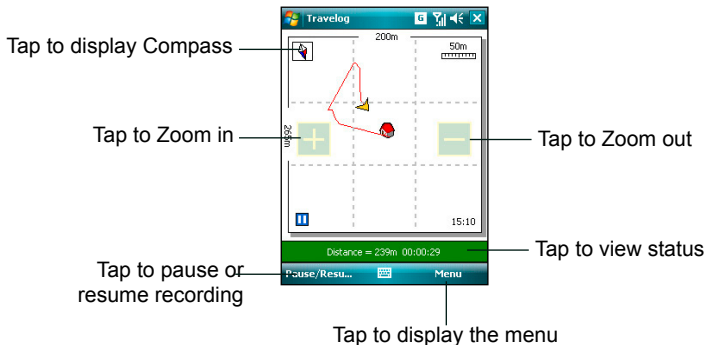 Travelog
G
200m
50m
265m
Tap to display Compass
Tap to Zoom in
Tap to Zoom out
15:10
Distance = 239m 00:00:29
Tap to view status
Pause/Resu...
Menu
Tap to pause or
resume recording
Tap to display the menu